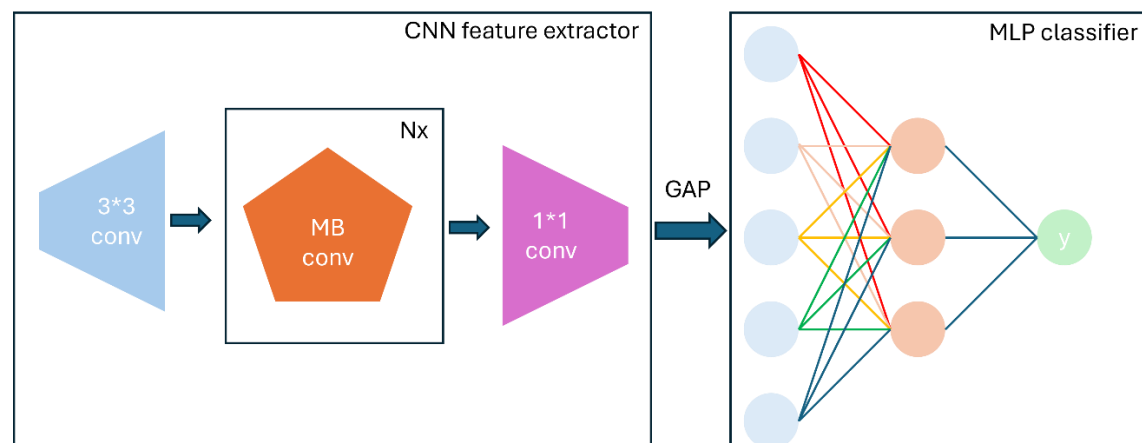 CNN feature extractor
3*3
conv
Nx
MB
conv
1*1
conv
GAP
MLP classifier
y